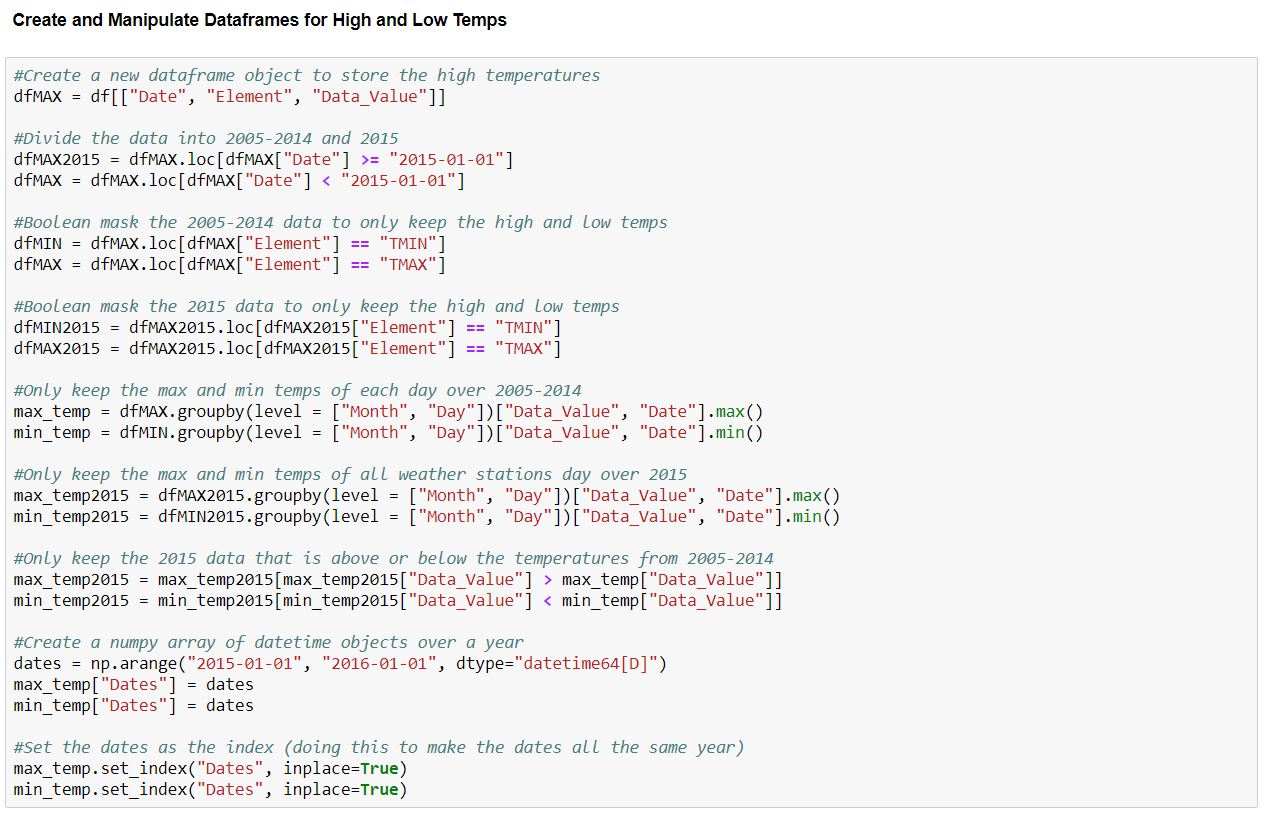 Create and Manipulate Dataframes for High and Low Temps
#Create a new dataframe object to store the high temperatures
dfMAX = df[["Date", "Element", "Data_Value"]]
#Divide the data into 2005-2014 and 2015
dfMAX2015 = dfMAX.loc[dfMAX["Date"] >= "2015-01-01"]
dfMAX = dfMAX.loc[dfMAX["Date"] < "2015-01-01"]
#Boolean mask the 2005-2014 data to only keep the high and low temps
dfMIN = dfMAX.loc[dfMAX["Element"] == "TMIN"]
dfMAX = dfMAX.loc[dfMAX["Element"] == "TMAX"]
#Boolean mask the 2015 data to only keep the high and low temps
dfMIN2015 = dfMAX2015.loc[dfMAX2015["Element"] == "TMIN"]
dfMAX2015 = dfMAX2015.loc[dfMAX2015["Element"] == "TMAX"]
#Only keep the max and min temps of each day over 2005-2014
max_temp = dfMAX.groupby(level = ["Month", "Day"])["Data_Value", "Date"].max()
min_temp = dfMIN.groupby(level = ["Month", "Day"])["Data_Value", "Date"].min()
#Only keep the max and min temps of all weather stations day over 2015
max_temp2015 = dfMAX2015.groupby(level = ["Month", "Day"])["Data_Value", "Date"].max()
min_temp2015 = dfMIN2015.groupby(level = ["Month", "Day"])["Data_Value", "Date"].min()
#Only keep the 2015 data that is above or below the temperatures from 2005-2014
max_temp2015 = max_temp2015[max_temp2015["Data_Value"] > max_temp["Data_Value"]]
min_temp2015 = min_temp2015[min_temp2015["Data_Value"] < min_temp["Data_Value"]]
#Create a numpy array of datetime objects over a year
dates = np.arange("2015-01-01", "2016-01-01", dtype="datetime64[D]")
max_temp["Dates"] = dates
min_temp["Dates"] = dates
#Set the dates as the index (doing this to make the dates all the same year)
max_temp.set_index("Dates", inplace=True)
min_temp.set_index("Dates", inplace=True)